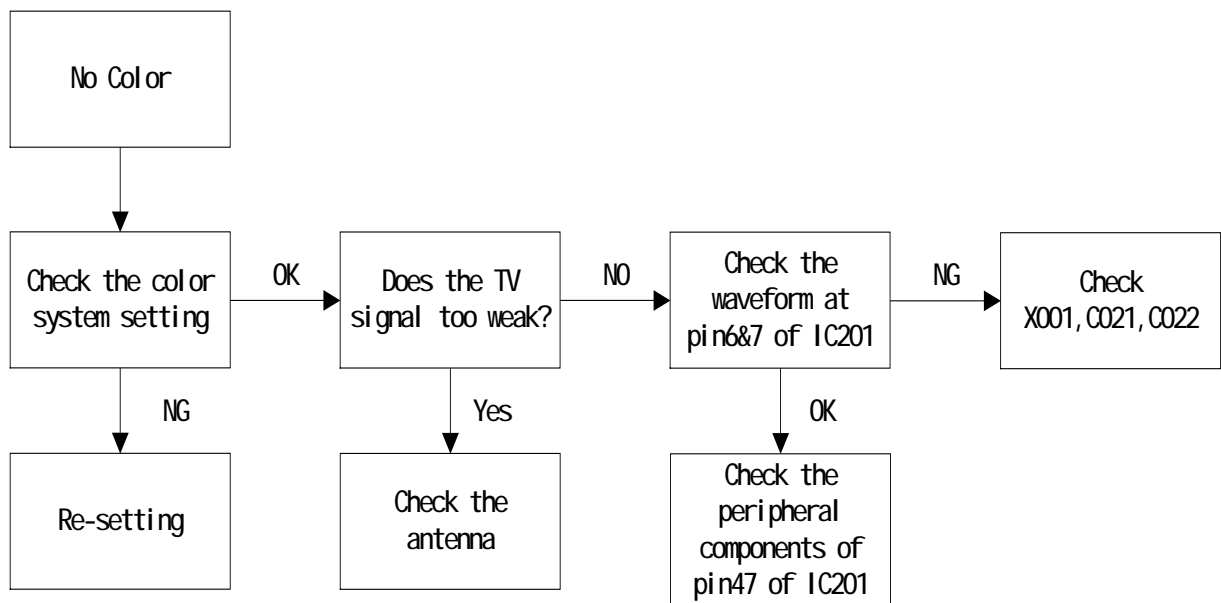 No Color
Check the color
system setting
OK
Does the TV
signal too weak?
NO
Check the
waveform at
pin6&7 of IC201
NG
Check
X001,C021,C022
NG
Yes
OK
Re-setting
Check the
antenna
Check the
peripheral
components of
pin47 of IC201